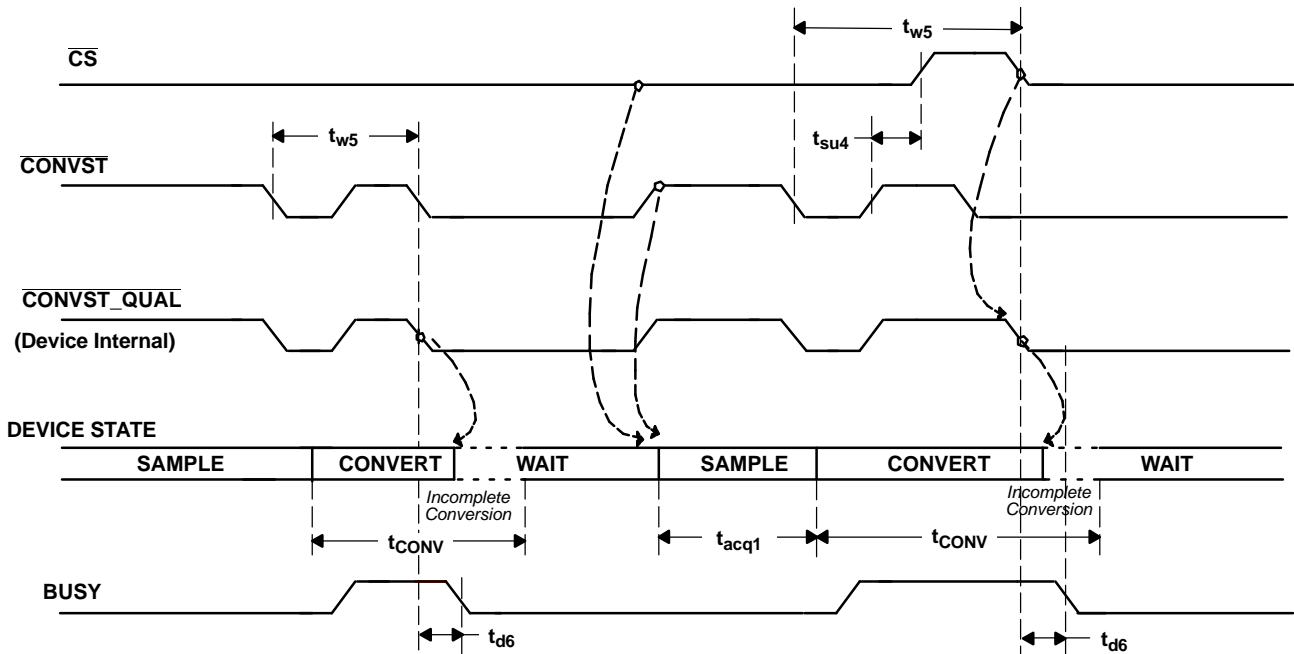 t_w5
CS
t_w5
t_su4
CONVST
CONVST_QUAL
(Device Internal)
DEVICE STATE
SAMPLE CONVERT WAIT SAMPLE CONVERT WAIT
Incomplete
Conversion
Incomplete
Conversion
t_CONV t_acq1 t_CONV
BUSY
t_d6 t_d6